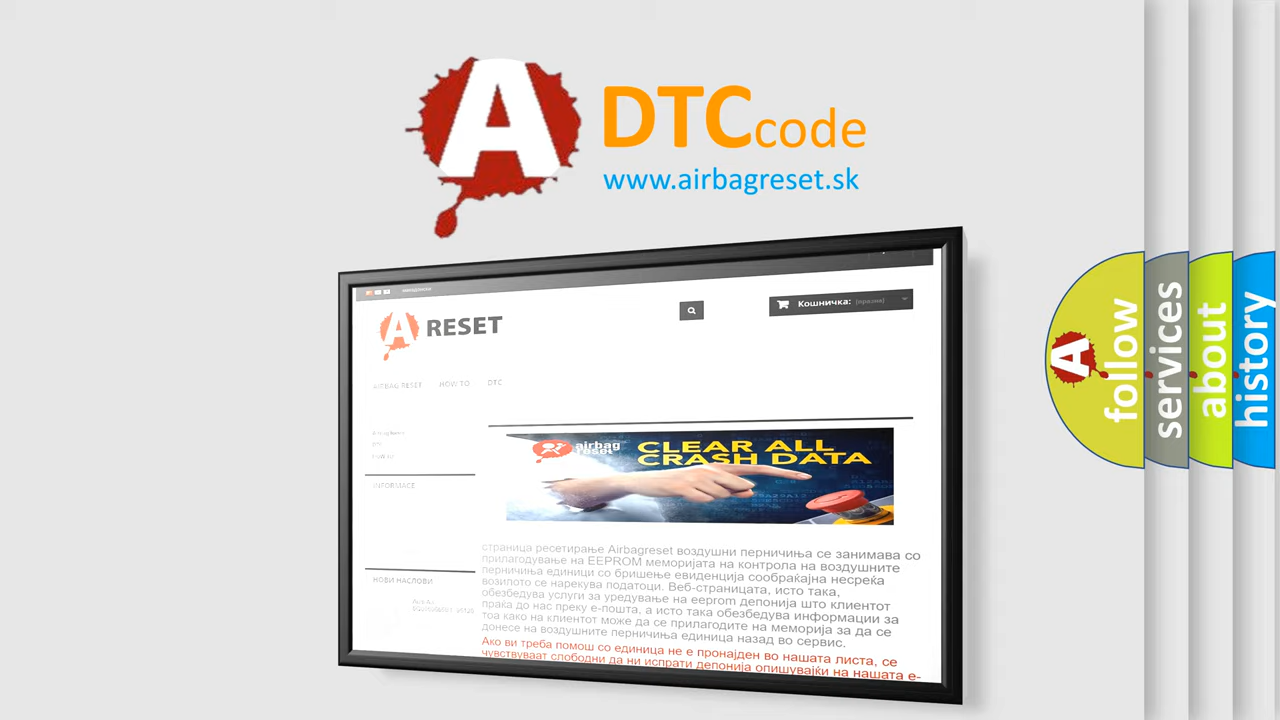 A DTCcode
www.airbagreset.sk
Кошничка: (празни)
A RESET
AIRBAG RESET HOW TO DTC
INFORMACE
airbag
reset
CLEAR ALL
CRASH DATA
страница ресетирање Airbagreset воздушни перничиња се занимава со
прилагодување на EEPROM меморијата на контрола на воздушните
перничиња единици со бришење евиденција сообраќајна несреќа
возилото се нарекува податоци. Веб-страницата, исто така,
обезбедува услуги за уредување на eeprom депонија што клиентот
праќа до нас преку е-пошта, а исто така обезбедува информации за
тоа како на клиентот може да се прилагодите на меморија за да се
донесе на воздушните перничиња единица назад во сервис.
Ако ви треба помош со единица не е пронајден во нашата листа, се
чувствуваат слободни да ни испрати депонија опишувајќи на нашата е-
НОВИ НАСЛОВИ
A
follow
services
about
history